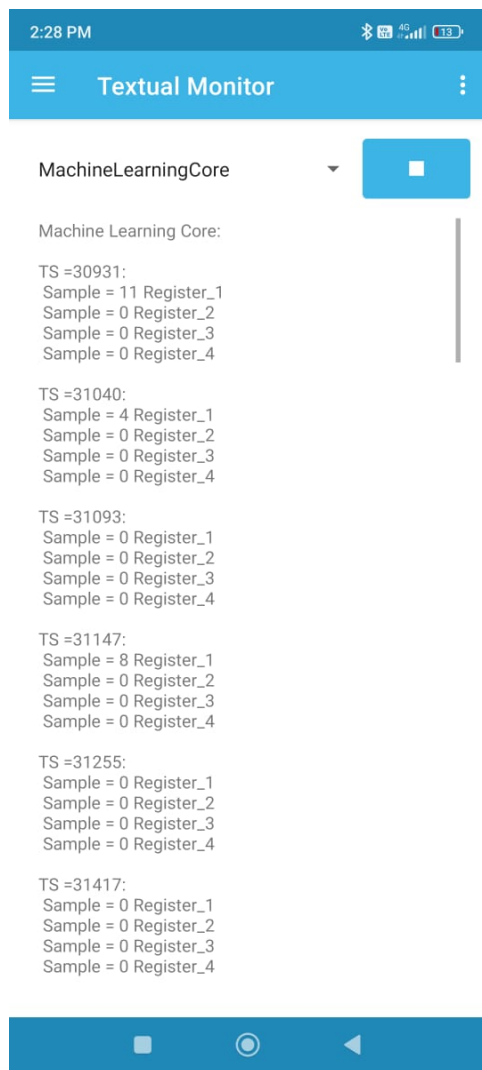 2:28 PM
4G
13
Textual Monitor
MachineLearningCore
Machine Learning Core:
TS =30931:
Sample = 11 Register_1
Sample = 0 Register_2
Sample = 0 Register_3
Sample = 0 Register_4
TS =31040:
Sample = 4 Register_1
Sample = 0 Register_2
Sample = 0 Register_3
Sample = 0 Register_4
TS =31093:
Sample = 0 Register_1
Sample = 0 Register_2
Sample = 0 Register_3
Sample = 0 Register_4
TS =31147:
Sample = 8 Register_1
Sample = 0 Register_2
Sample = 0 Register_3
Sample = 0 Register_4
TS =31255:
Sample = 0 Register_1
Sample = 0 Register_2
Sample = 0 Register_3
Sample = 0 Register_4
TS =31417:
Sample = 0 Register_1
Sample = 0 Register_2
Sample = 0 Register_3
Sample = 0 Register_4